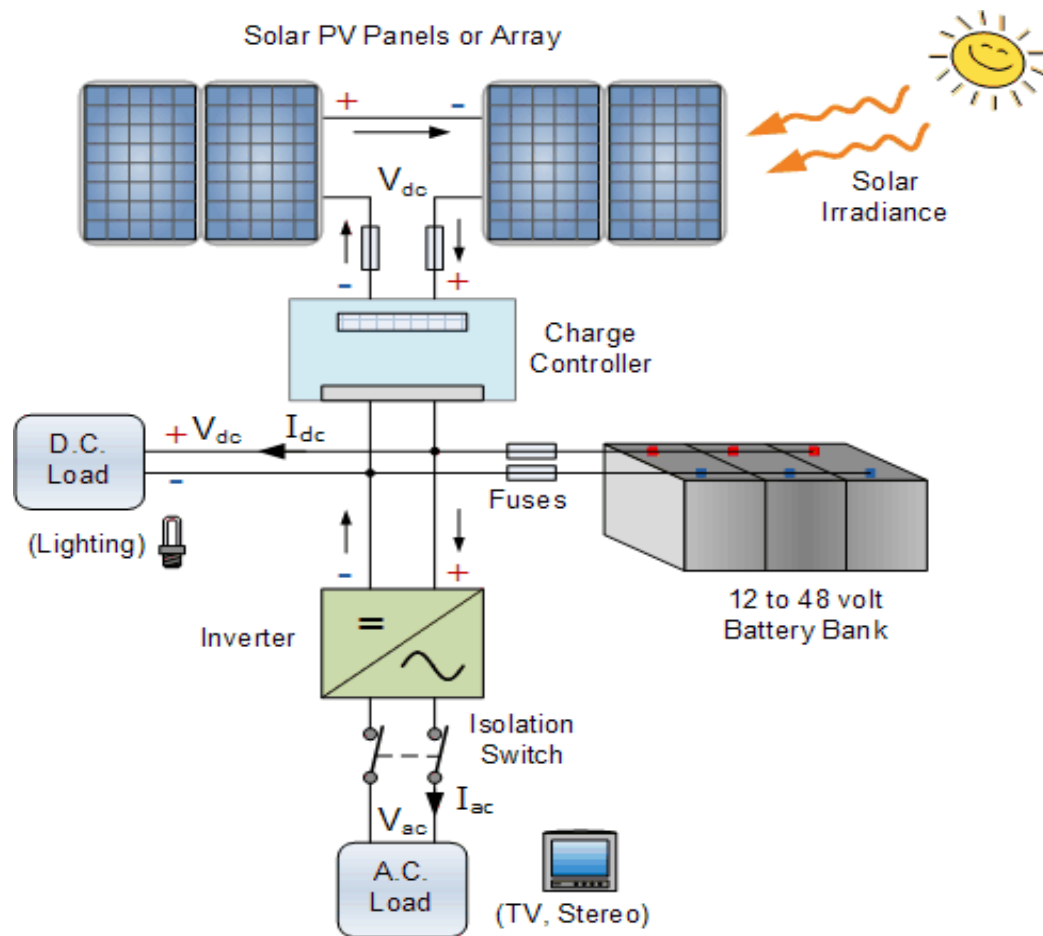 Solar PV Panels or Array
+ -
Solar
Irradiance
Vdc
- +
Charge
Controller
+ Vdc Idc
D.C.
Load
-
Fuses
(Lighting)
- +
12 to 48 volt
Battery Bank
Inverter
=
Isolation
Switch
Iac
Vac
A.C.
Load
(TV, Stereo)